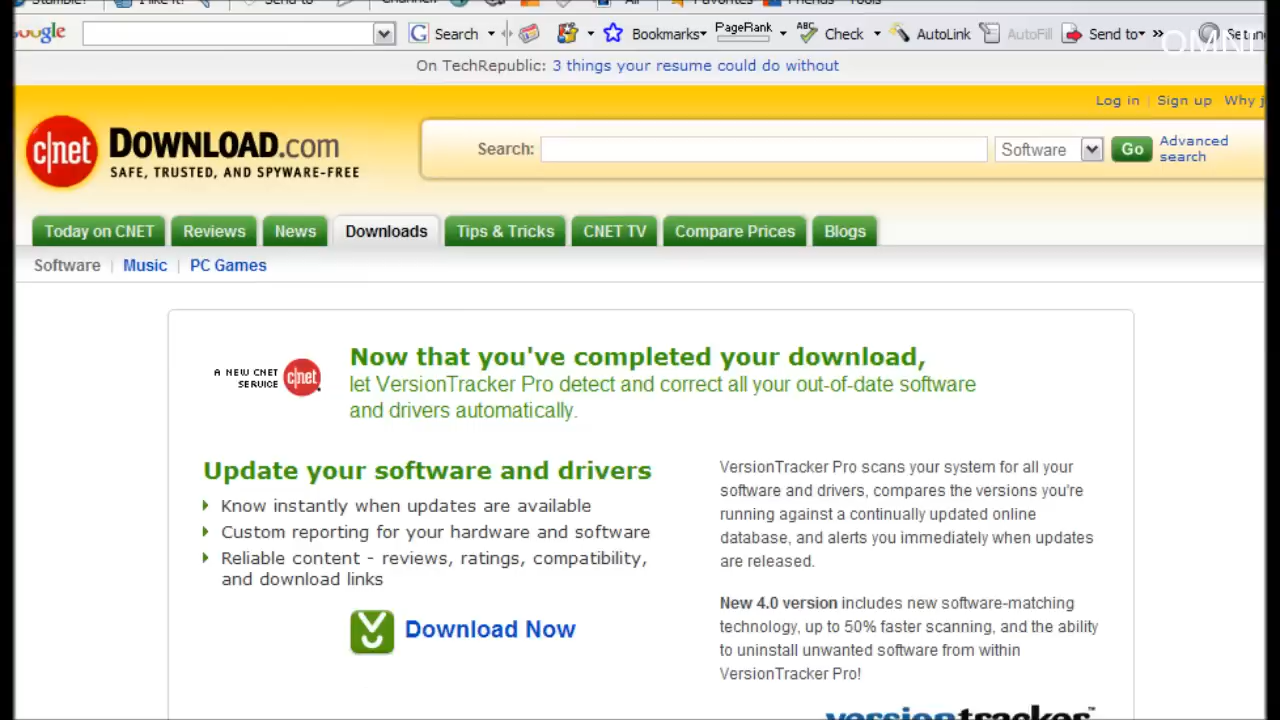 Google Search Bookmarks PageRank ABC Check AutoLink AutoFill Send to
OMNI
On TechRepublic: 3 things your resume could do without
Log in Sign up Why
c|net DOWNLOAD.com
SAFE, TRUSTED, AND SPYWARE-FREE
Search: Software Go Advanced search
Today on CNET Reviews News Downloads Tips & Tricks CNET TV Compare Prices Blogs
Software Music PC Games
A NEW CNET
SERVICE
c|net
Now that you've completed your download,
let VersionTracker Pro detect and correct all your out-of-date software
and drivers automatically.
Update your software and drivers
Know instantly when updates are available
Custom reporting for your hardware and software
Reliable content - reviews, ratings, compatibility,
and download links
Download Now
VersionTracker Pro scans your system for all your
software and drivers, compares the versions you're
running against a continually updated online
database, and alerts you immediately when updates
are released.
New 4.0 version includes new software-matching
technology, up to 50% faster scanning, and the ability
to uninstall unwanted software from within
VersionTracker Pro!
versiontracker™